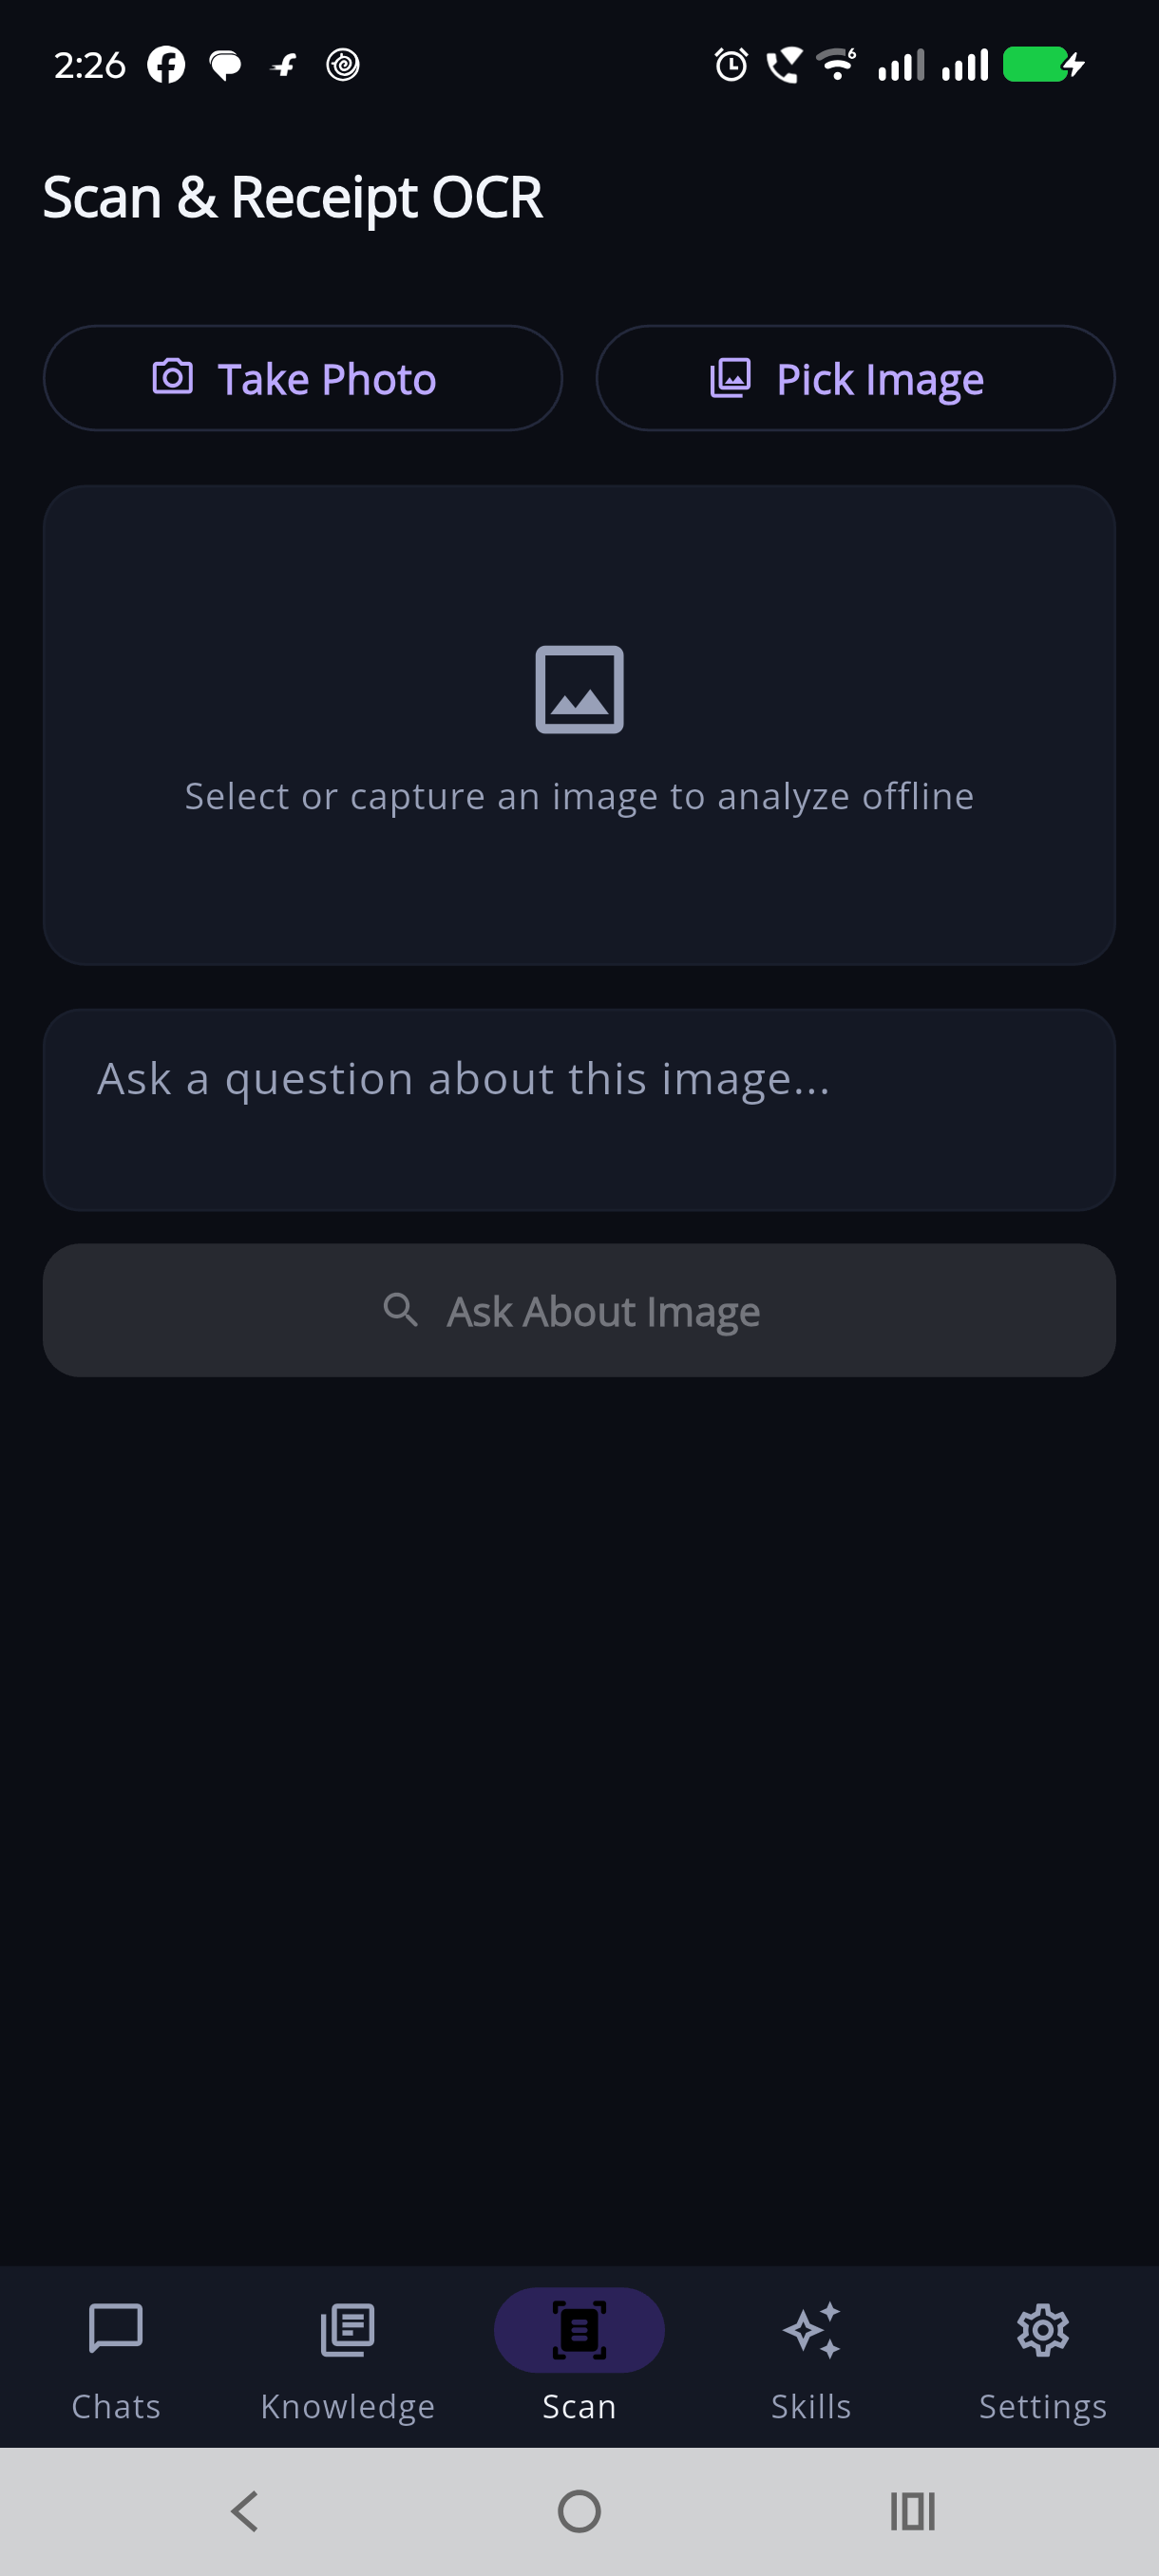 2:26
6
Scan & Receipt OCR
Take Photo
Pick Image
Select or capture an image to analyze offline
Ask a question about this image...
Ask About Image
Chats
Knowledge
Scan
Skills
Settings